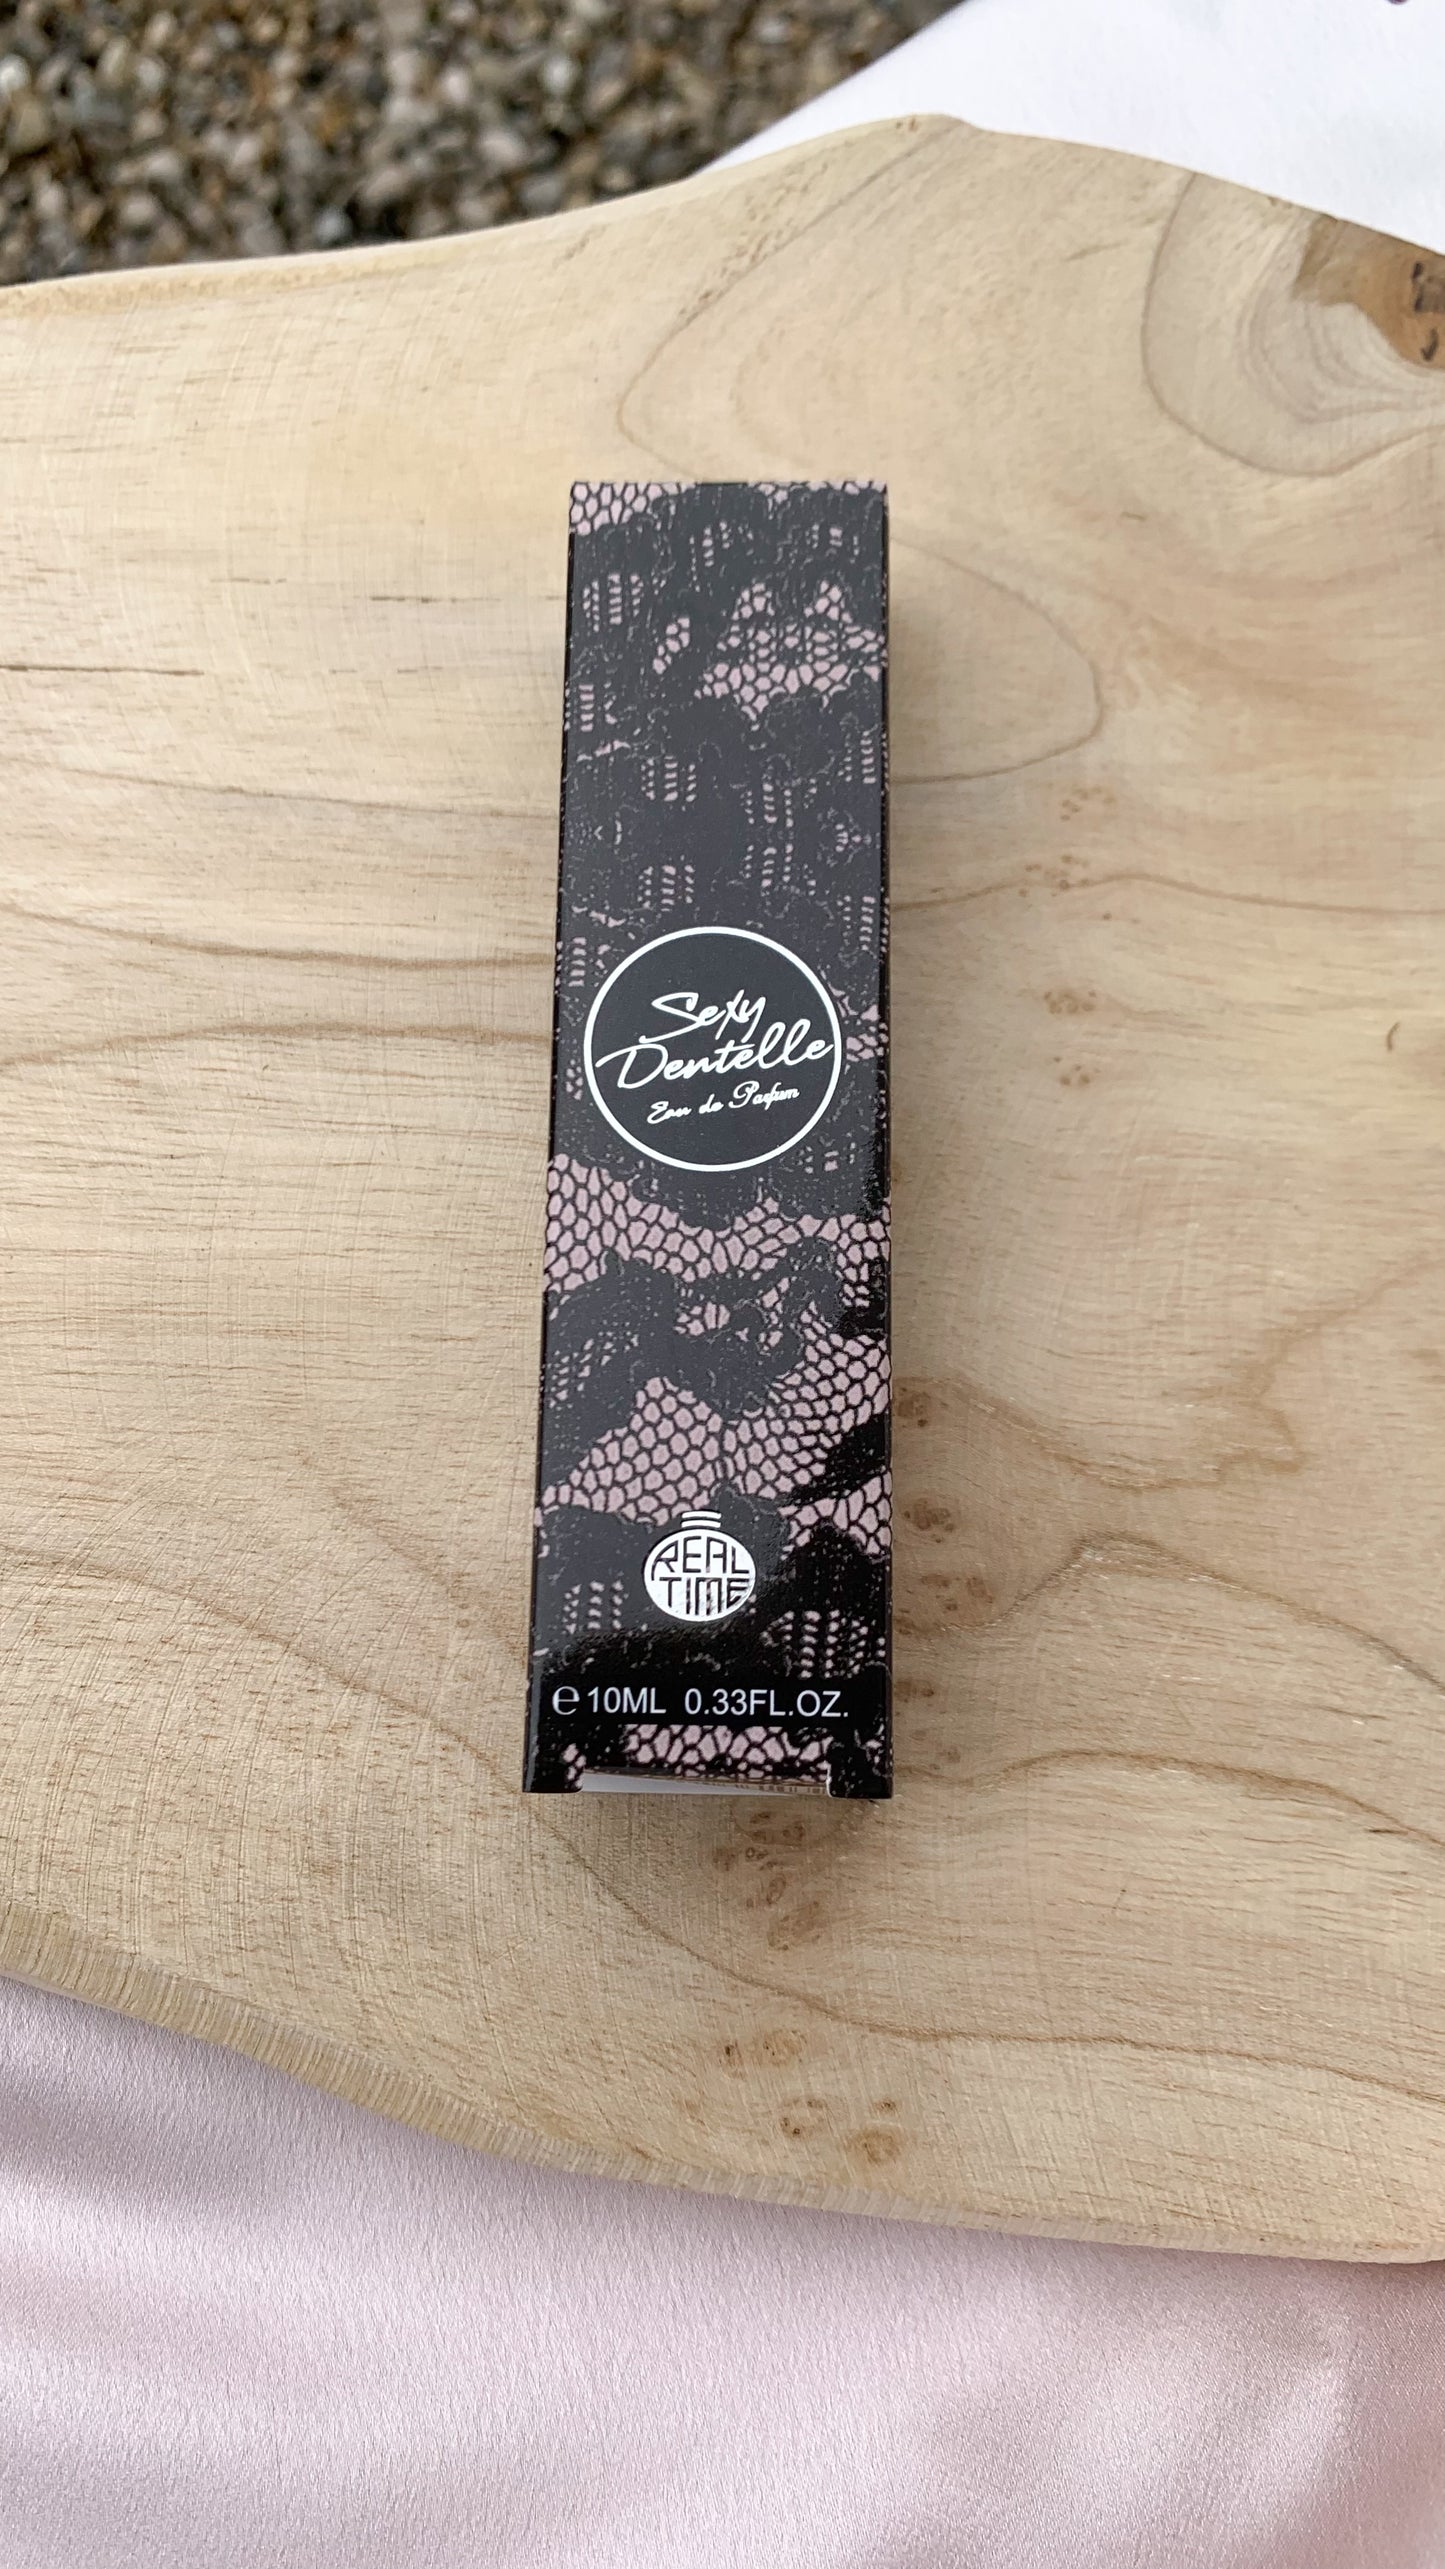 Sexy
Dentelle
Eau de Parfum
REAL
TIME
℮ 10ML 0.33FL.OZ.